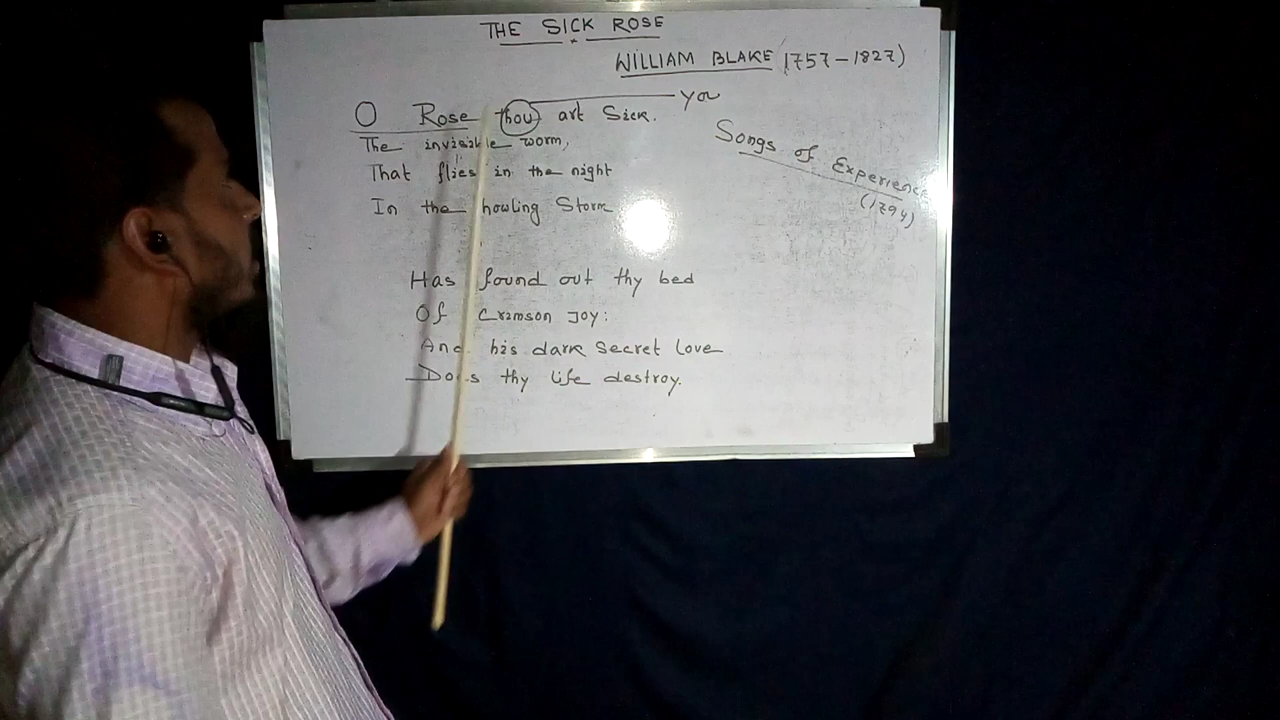 THE SICK ROSE
WILLIAM BLAKE (1757-1827)
O Rose thou art Sick. you
The invisible worm,
That flies in the night
In the howling Storm
Songs of Experience
(1794)
Has found out thy bed
Of Crimson Joy:
And his dark Secret Love
Does thy life destroy.